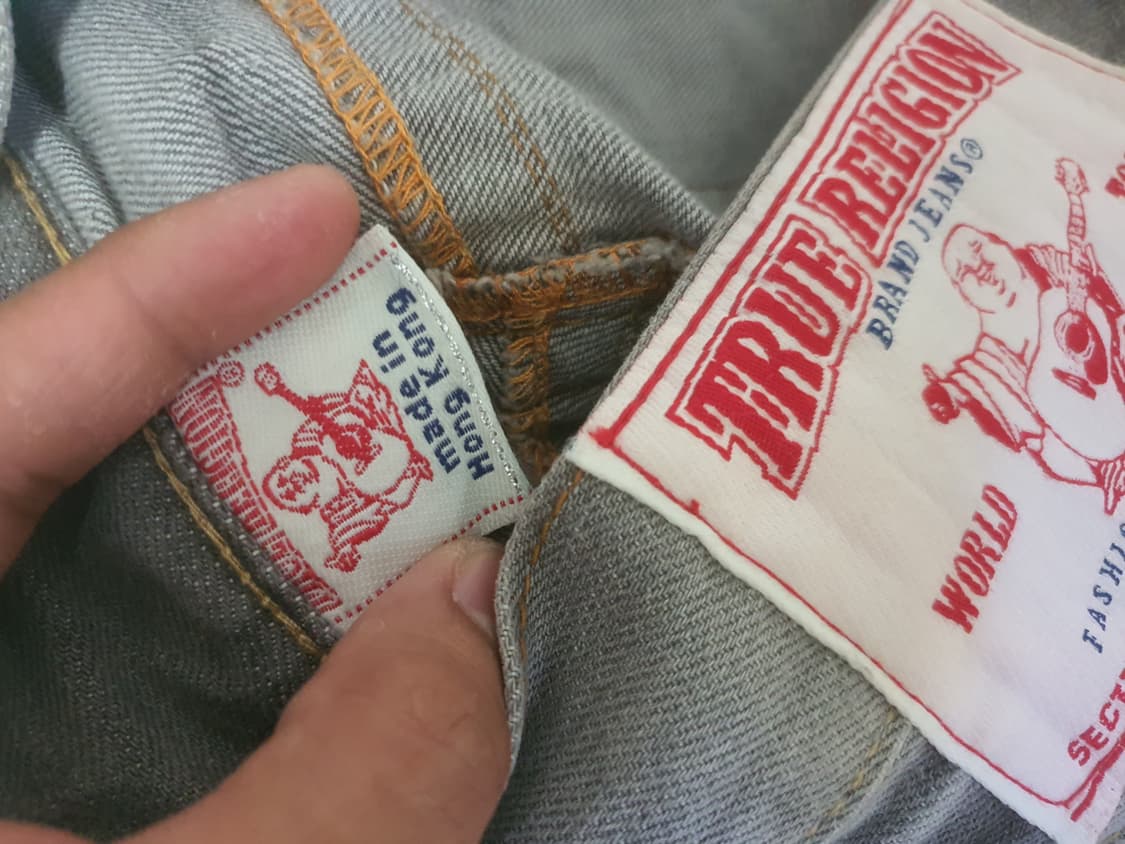 TRUE RELIGION
BRAND JEANS®
WORLD
made in
Hong Kong